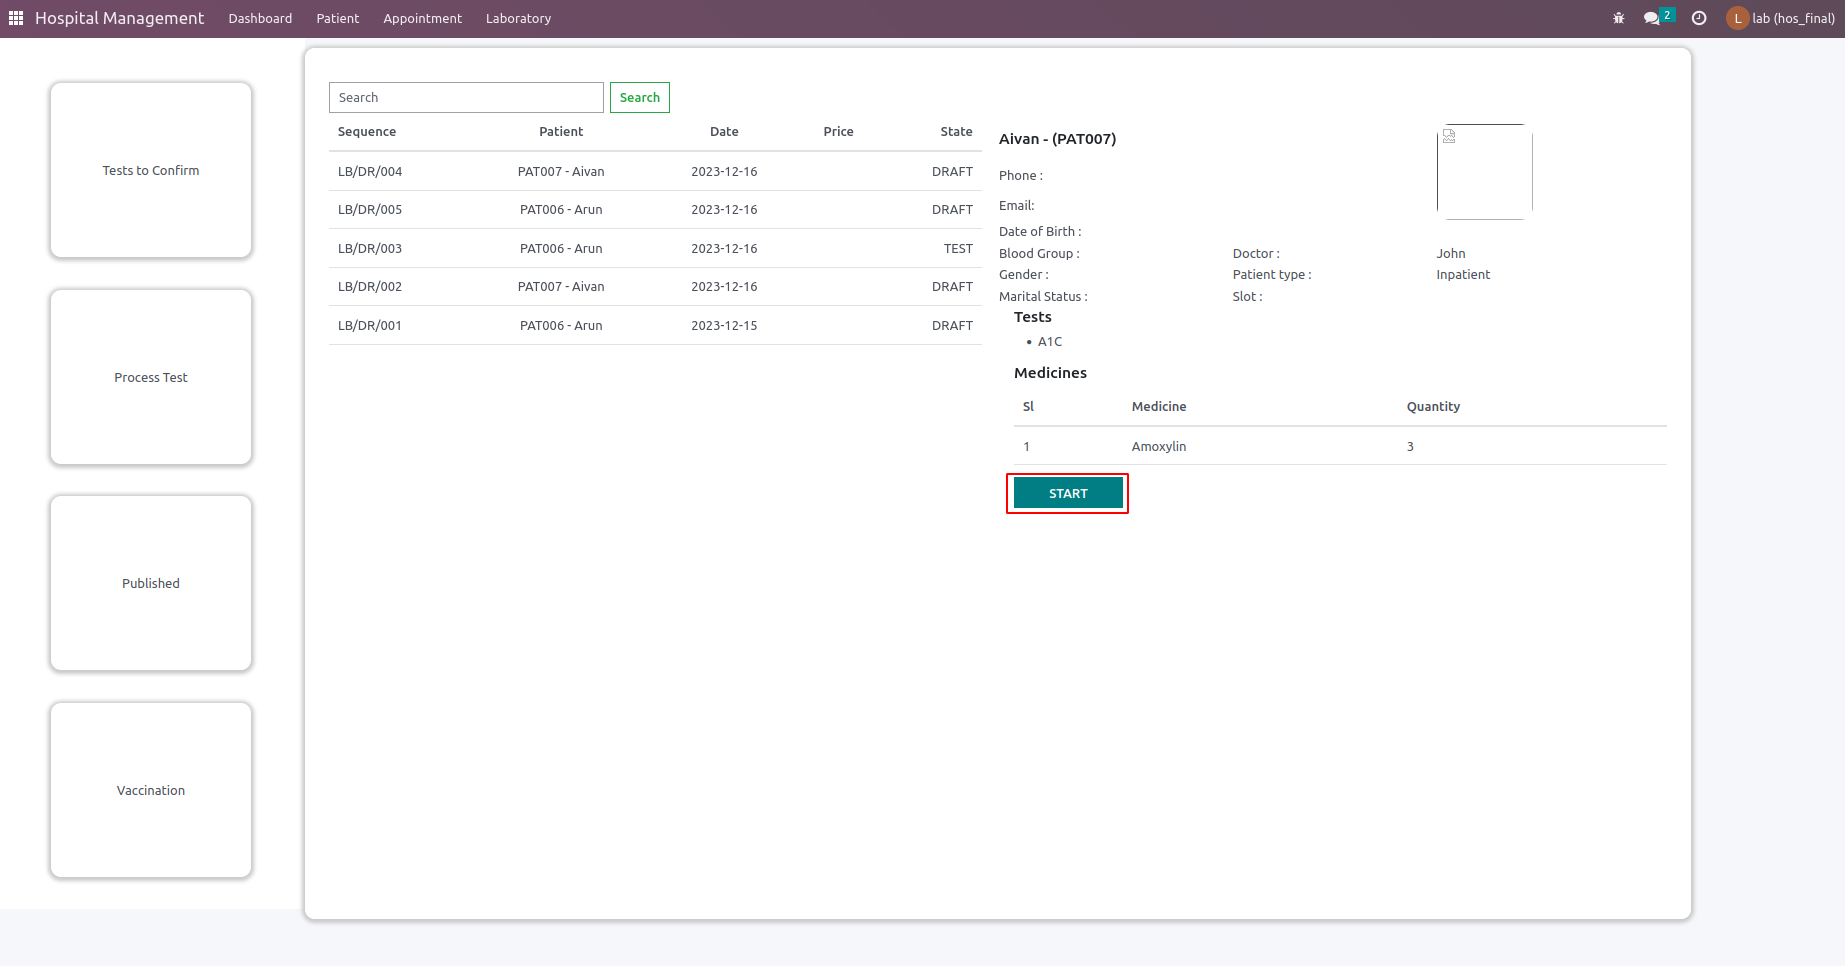 Hospital Management Dashboard Patient Appointment Laboratory 2 L lab (hos_final)
Tests to Confirm
Process Test
Published
Vaccination
Search Search
Sequence Patient Date Price State
LB/DR/004 PAT007 - Aivan 2023-12-16 DRAFT
LB/DR/005 PAT006 - Arun 2023-12-16 DRAFT
LB/DR/003 PAT006 - Arun 2023-12-16 TEST
LB/DR/002 PAT007 - Aivan 2023-12-16 DRAFT
LB/DR/001 PAT006 - Arun 2023-12-15 DRAFT
Aivan - (PAT007)
Phone :
Email:
Date of Birth :
Blood Group : Doctor : John
Gender : Patient type : Inpatient
Marital Status : Slot :
Tests
• A1C
Medicines
Sl Medicine Quantity
1 Amoxylin 3
START